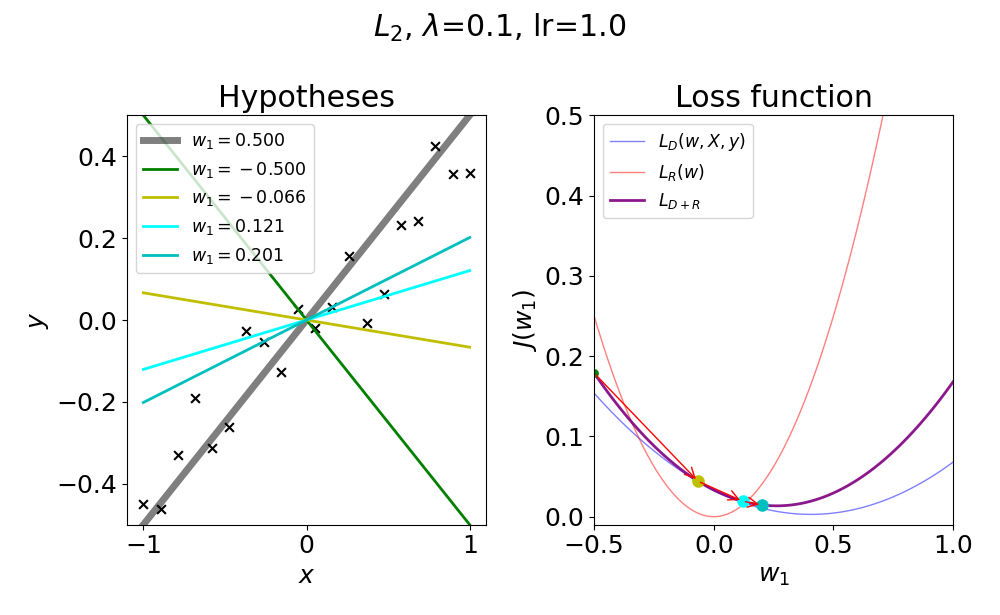 L₂, λ=0.1, lr=1.0
Hypotheses
w₁ = 0.500
w₁ = −0.500
w₁ = −0.066
w₁ = 0.121
w₁ = 0.201
0.4
0.2
0.0
−0.2
−0.4
y
−1 0 1
x
Loss function
L_D(w, X, y)
L_R(w)
L_{D+R}
0.5
0.4
0.3
0.2
0.1
0.0
J(w₁)
−0.5 0.0 0.5 1.0
w₁